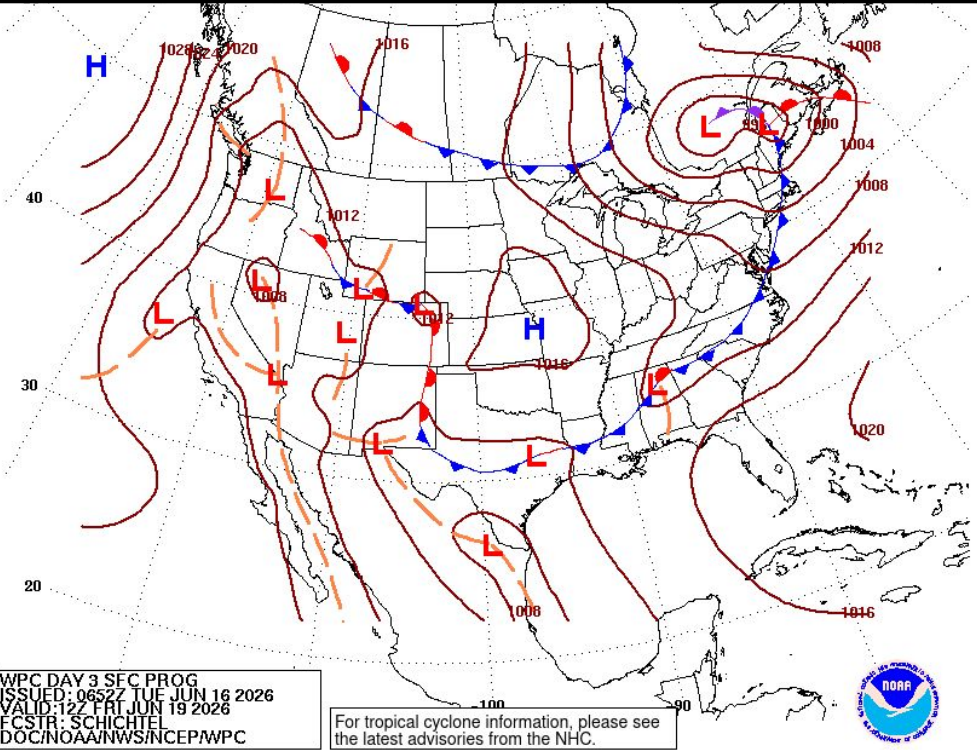 1028
1024
1020
1016
1008
H
L
996
L
1000
1004
40
1008
L
1012
1012
L
1008
L
L
1012
L
L
H
1016
30
L
L
1020
L
L
L
20
1008
1016
-100
-90
WPC DAY 3 SFC PROG
ISSUED: 0652Z TUE JUN 16 2026
VALID:12Z FRI JUN 19 2026
FCSTR: SCHICHTEL
DOC/NOAA/NWS/NCEP/WPC
For tropical cyclone information, please see
the latest advisories from the NHC.
NOAA